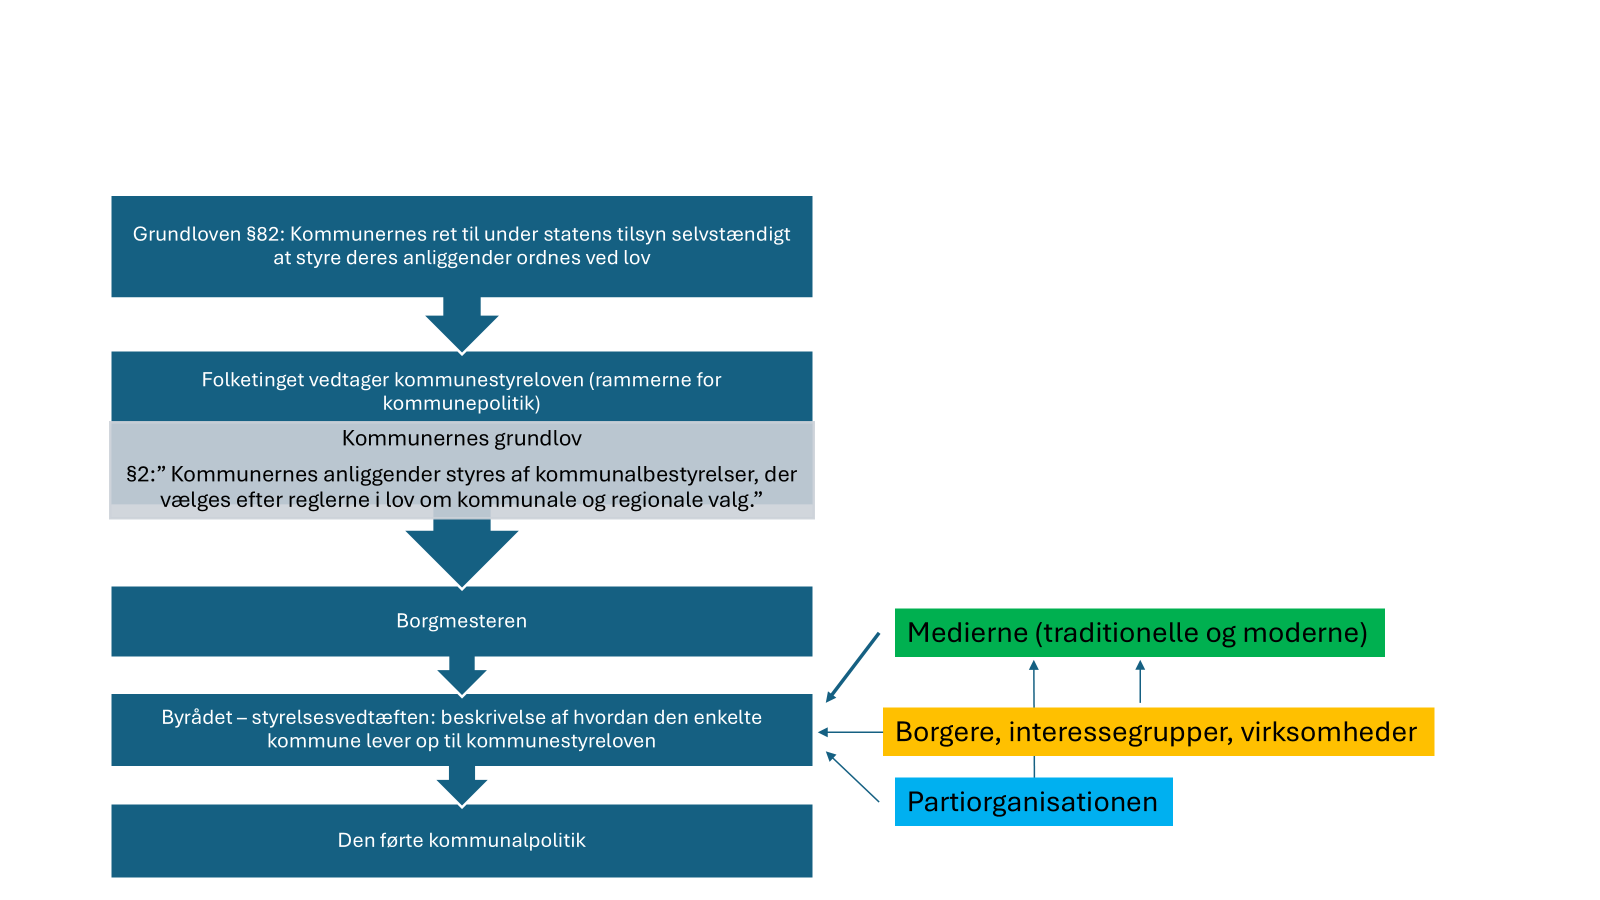 Grundloven §82: Kommunernes ret til under statens tilsyn selvstændigt
at styre deres anliggender ordnes ved lov
Folketinget vedtager kommunestyreloven (rammerne for
kommunepolitik)
Kommunernes grundlov
§2:” Kommunernes anliggender styres af kommunalbestyrelser, der
vælges efter reglerne i lov om kommunale og regionale valg.”
Borgmesteren
Byrådet – styrelsesvedtæften: beskrivelse af hvordan den enkelte
kommune lever op til kommunestyreloven
Den førte kommunalpolitik
Medierne (traditionelle og moderne)
Borgere, interessegrupper, virksomheder
Partiorganisationen